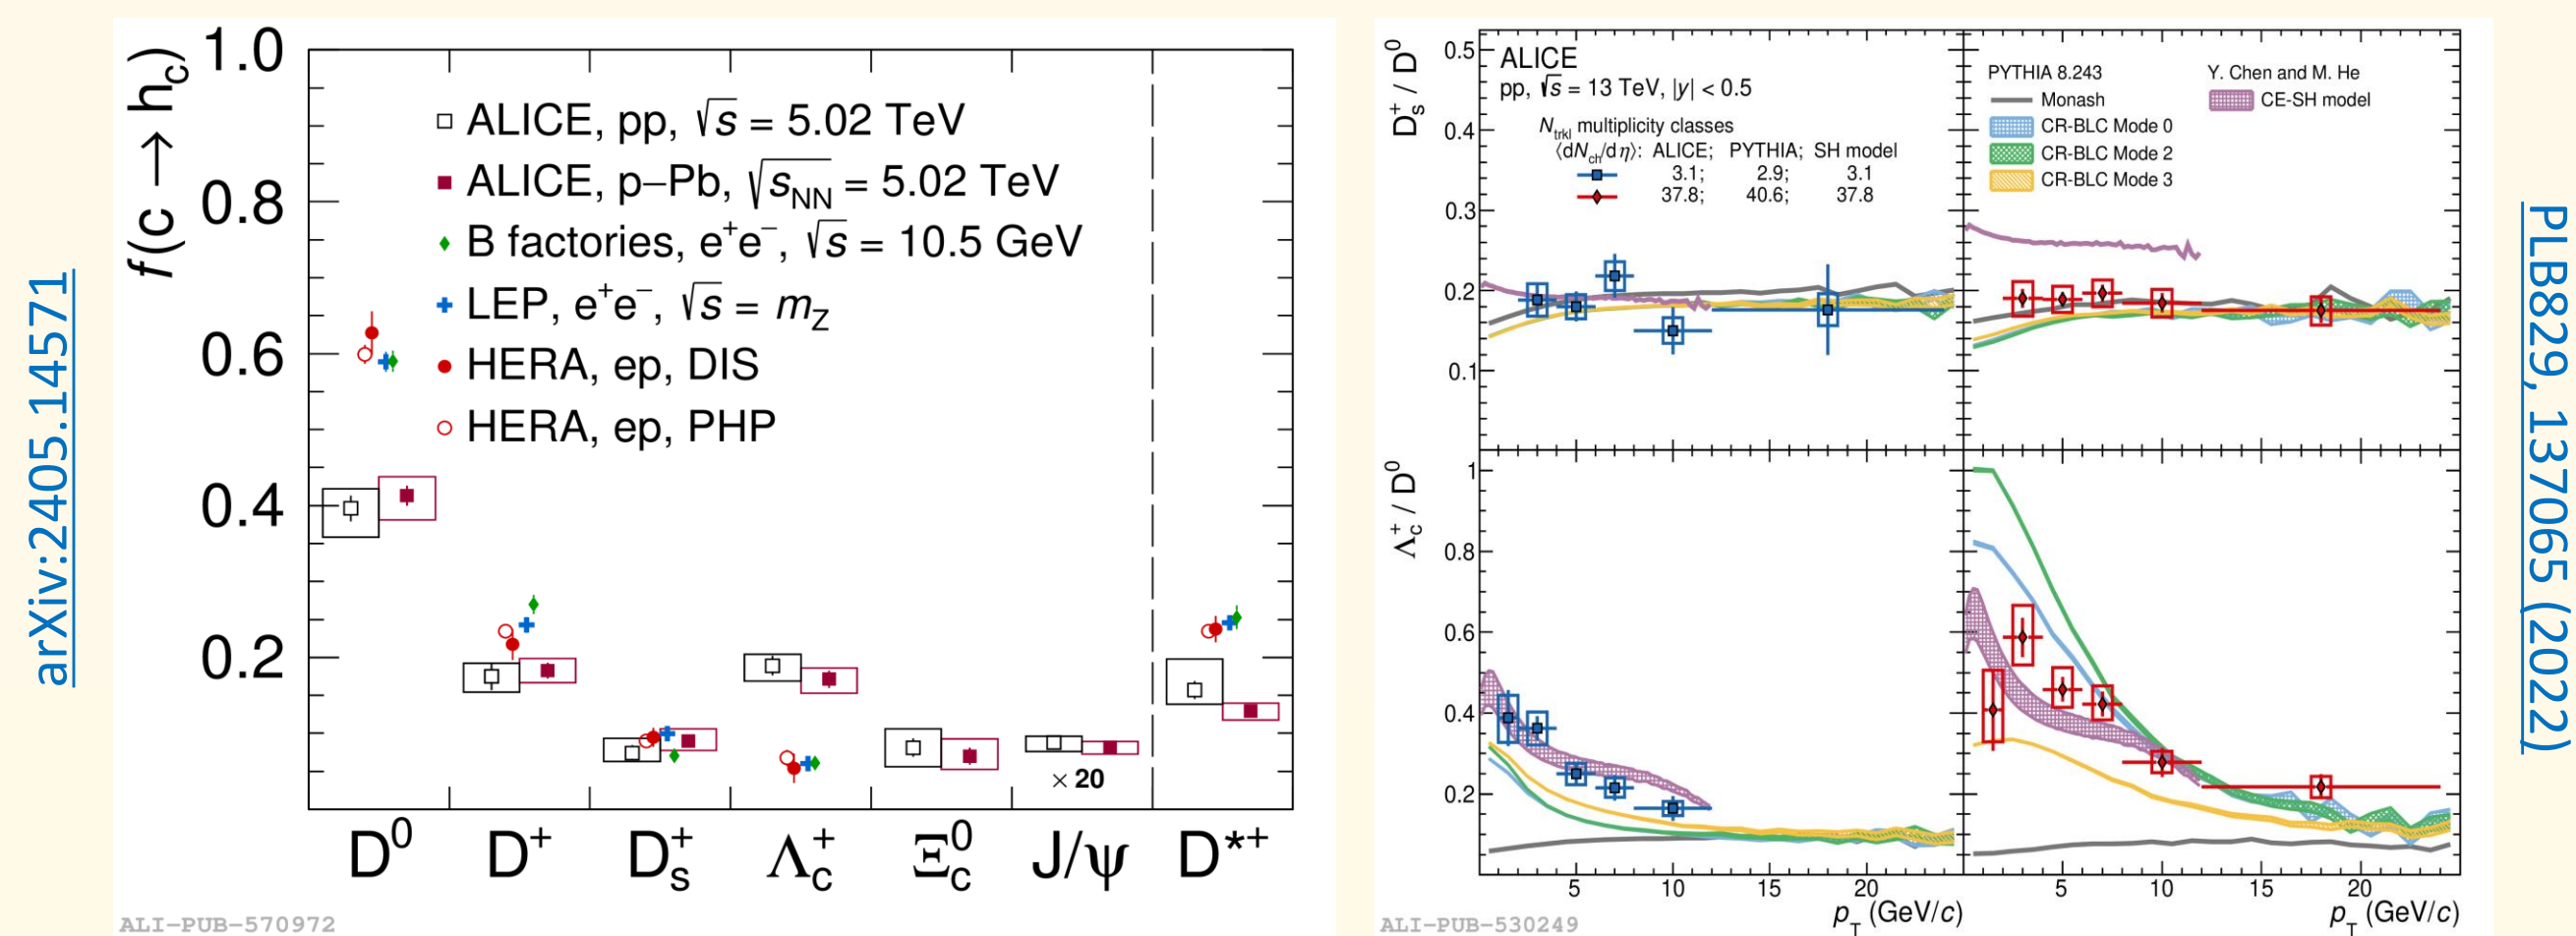 arXiv:2405.14571
f(c → h_c)
1.0
0.8
0.6
0.4
0.2
ALICE, pp, √s = 5.02 TeV
ALICE, p–Pb, √s_NN = 5.02 TeV
B factories, e⁺e⁻, √s = 10.5 GeV
LEP, e⁺e⁻, √s = m_Z
HERA, ep, DIS
HERA, ep, PHP
× 20
D⁰ D⁺ D_s⁺ Λ_c⁺ Ξ_c⁰ J/ψ D*⁺
ALI-PUB-570972
D_s⁺ / D⁰
0.5
0.4
0.3
0.2
0.1
ALICE
pp, √s = 13 TeV, |y| < 0.5
N_trkl multiplicity classes
⟨dN_ch/dη⟩: ALICE; PYTHIA; SH model
3.1; 2.9; 3.1
37.8; 40.6; 37.8
PYTHIA 8.243
Monash
CR-BLC Mode 0
CR-BLC Mode 2
CR-BLC Mode 3
Y. Chen and M. He
CE-SH model
Λ_c⁺ / D⁰
1
0.8
0.6
0.4
0.2
5 10 15 20
p_T (GeV/c)
5 10 15 20
p_T (GeV/c)
ALI-PUB-530249
PLB829, 137065 (2022)